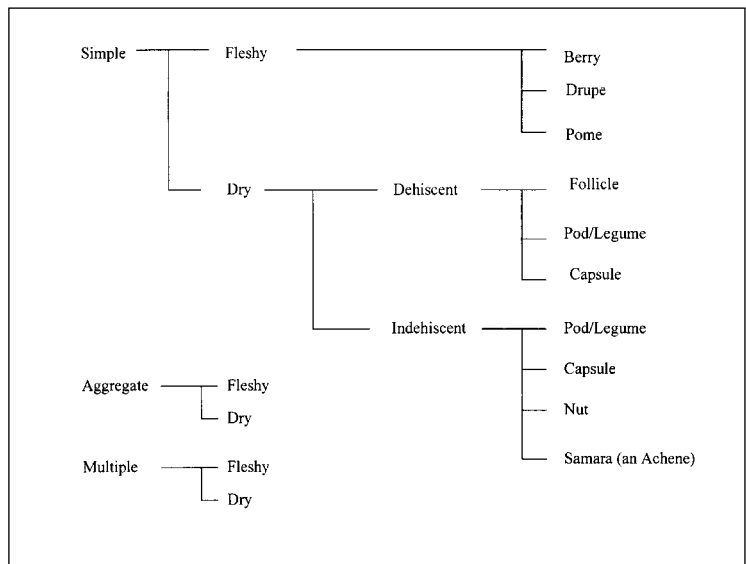 Simple Fleshy Berry
Drupe
Pome
Dry Dehiscent Follicle
Pod/Legume
Capsule
Indehiscent Pod/Legume
Capsule
Nut
Samara (an Achene)
Aggregate Fleshy
Dry
Multiple Fleshy
Dry